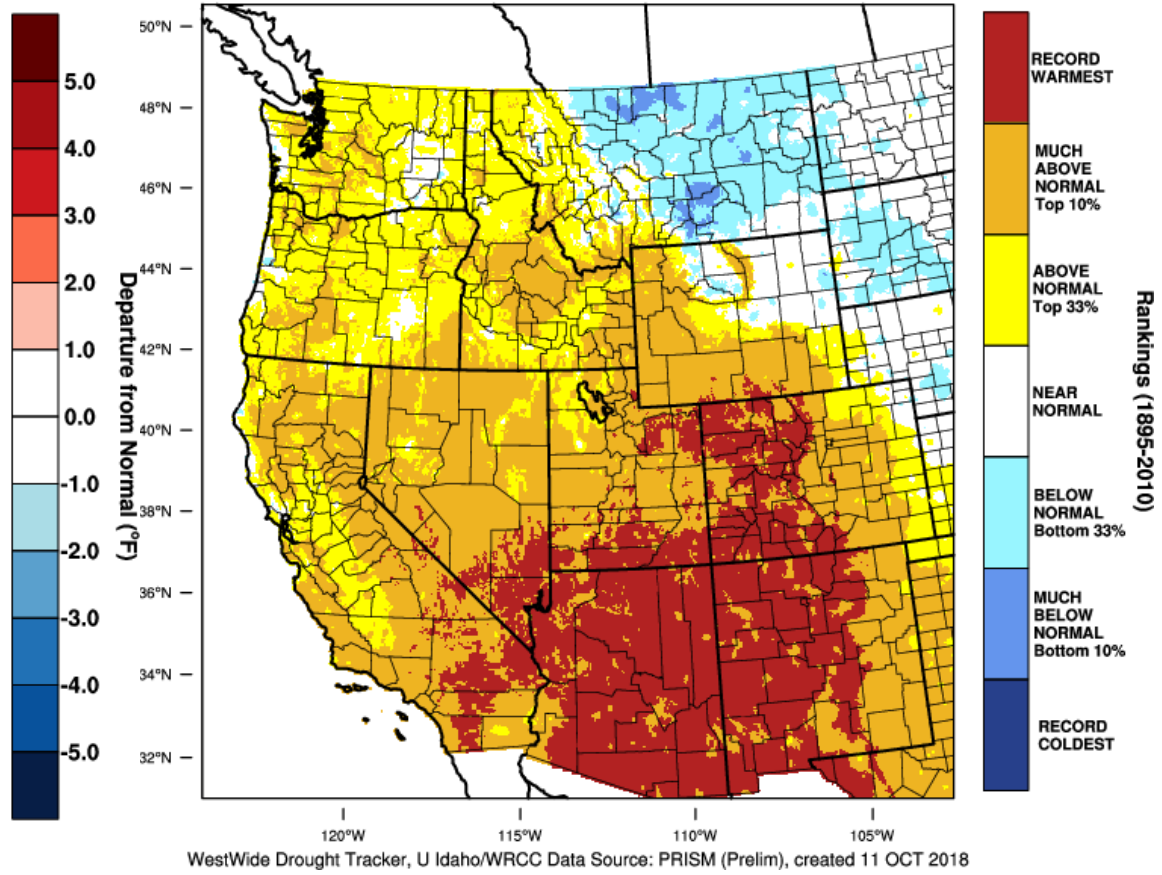 5.0
4.0
3.0
2.0
1.0
0.0
-1.0
-2.0
-3.0
-4.0
-5.0
Departure from Normal (°F)
50°N
48°N
46°N
44°N
42°N
40°N
38°N
36°N
34°N
32°N
120°W
115°W
110°W
105°W
RECORD
WARMEST
MUCH
ABOVE
NORMAL
Top 10%
ABOVE
NORMAL
Top 33%
NEAR
NORMAL
BELOW
NORMAL
Bottom 33%
MUCH
BELOW
NORMAL
Bottom 10%
RECORD
COLDEST
Rankings (1895-2010)
WestWide Drought Tracker, U Idaho/WRCC Data Source: PRISM (Prelim), created 11 OCT 2018